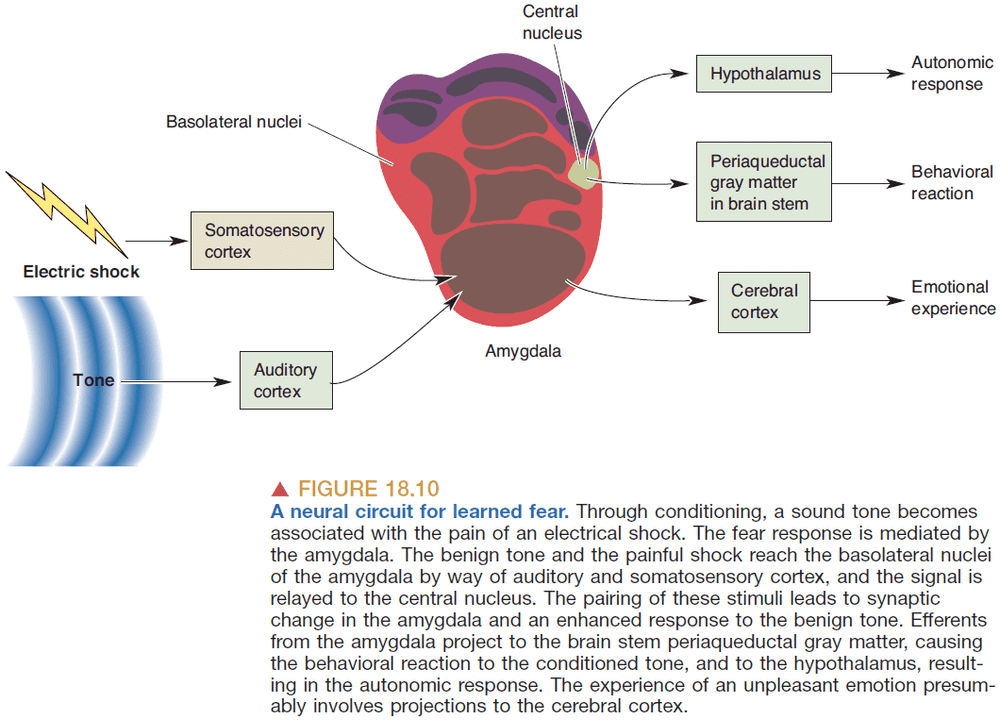 Central
nucleus
Hypothalamus
Autonomic
response
Basolateral nuclei
Periaqueductal
gray matter
in brain stem
Behavioral
reaction
Somatosensory
cortex
Electric shock
Cerebral
cortex
Emotional
experience
Amygdala
Tone
Auditory
cortex
▲ FIGURE 18.10
A neural circuit for learned fear. Through conditioning, a sound tone becomes
associated with the pain of an electrical shock. The fear response is mediated by
the amygdala. The benign tone and the painful shock reach the basolateral nuclei
of the amygdala by way of auditory and somatosensory cortex, and the signal is
relayed to the central nucleus. The pairing of these stimuli leads to synaptic
change in the amygdala and an enhanced response to the benign tone. Efferents
from the amygdala project to the brain stem periaqueductal gray matter, causing
the behavioral reaction to the conditioned tone, and to the hypothalamus, result-
ing in the autonomic response. The experience of an unpleasant emotion presum-
ably involves projections to the cerebral cortex.